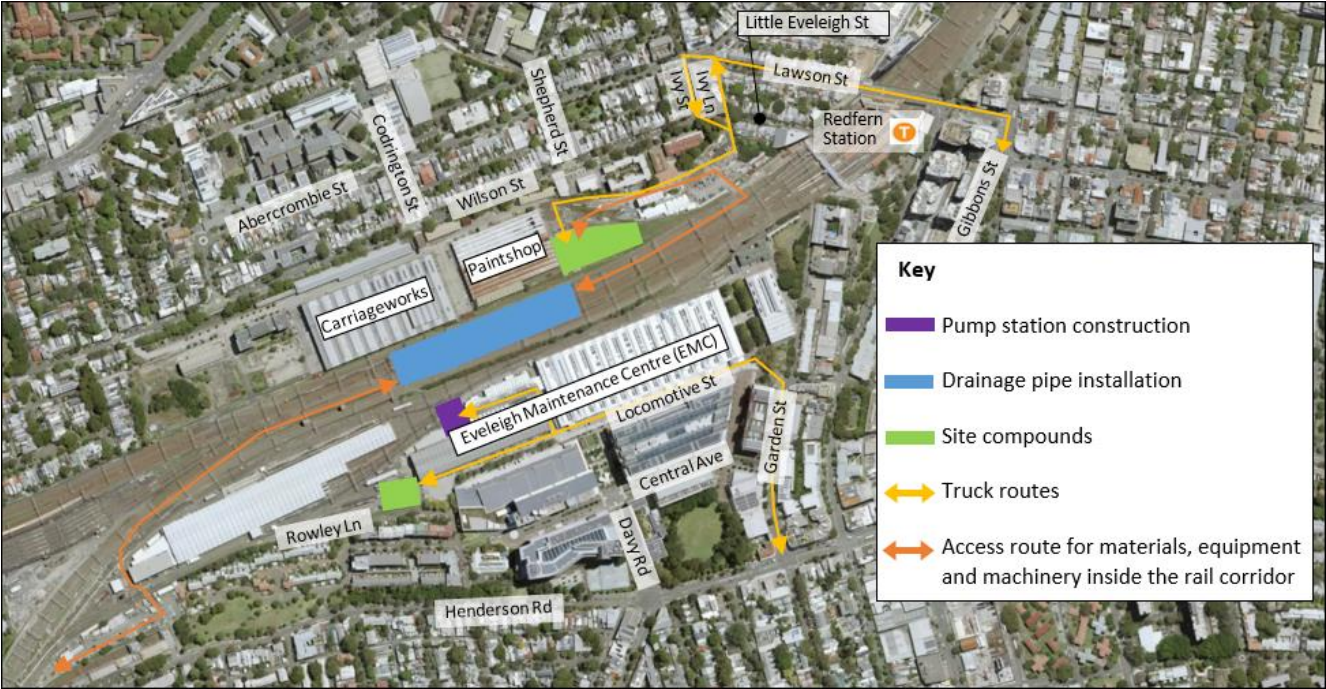 Little Eveleigh St
Lawson St
Ivy St
Ivy Ln
Shepherd St
Redfern
Station
T
Codrington St
Gibbons St
Wilson St
Abercrombie St
Paintshop
Carriageworks
Eveleigh Maintenance Centre (EMC)
Locomotive St
Garden St
Central Ave
Rowley Ln
Davy Rd
Henderson Rd
Key
Pump station construction
Drainage pipe installation
Site compounds
Truck routes
Access route for materials, equipment
and machinery inside the rail corridor